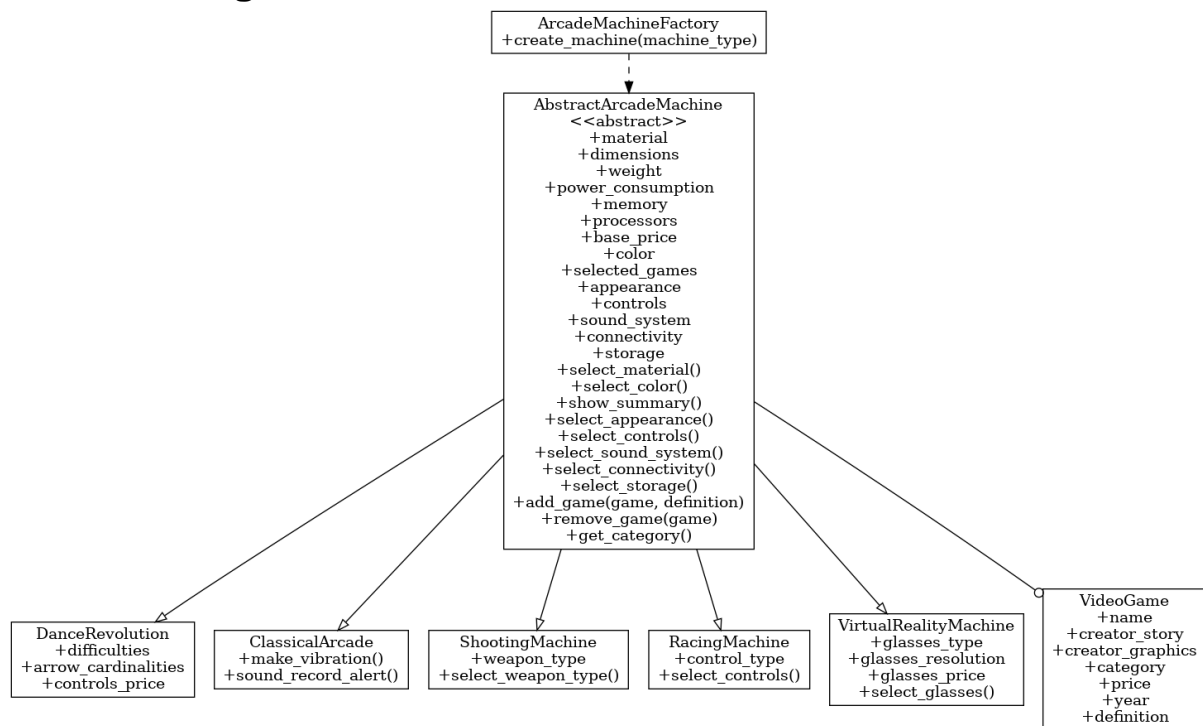 ArcadeMachineFactory
+create_machine(machine_type)
AbstractArcadeMachine
<<abstract>>
+material
+dimensions
+weight
+power_consumption
+memory
+processors
+base_price
+color
+selected_games
+appearance
+controls
+sound_system
+connectivity
+storage
+select_material()
+select_color()
+show_summary()
+select_appearance()
+select_controls()
+select_sound_system()
+select_connectivity()
+select_storage()
+add_game(game, definition)
+remove_game(game)
+get_category()
DanceRevolution
+difficulties
+arrow_cardinalities
+controls_price
ClassicalArcade
+make_vibration()
+sound_record_alert()
ShootingMachine
+weapon_type
+select_weapon_type()
RacingMachine
+control_type
+select_controls()
VirtualRealityMachine
+glasses_type
+glasses_resolution
+glasses_price
+select_glasses()
VideoGame
+name
+creator_story
+creator_graphics
+category
+price
+year
+definition